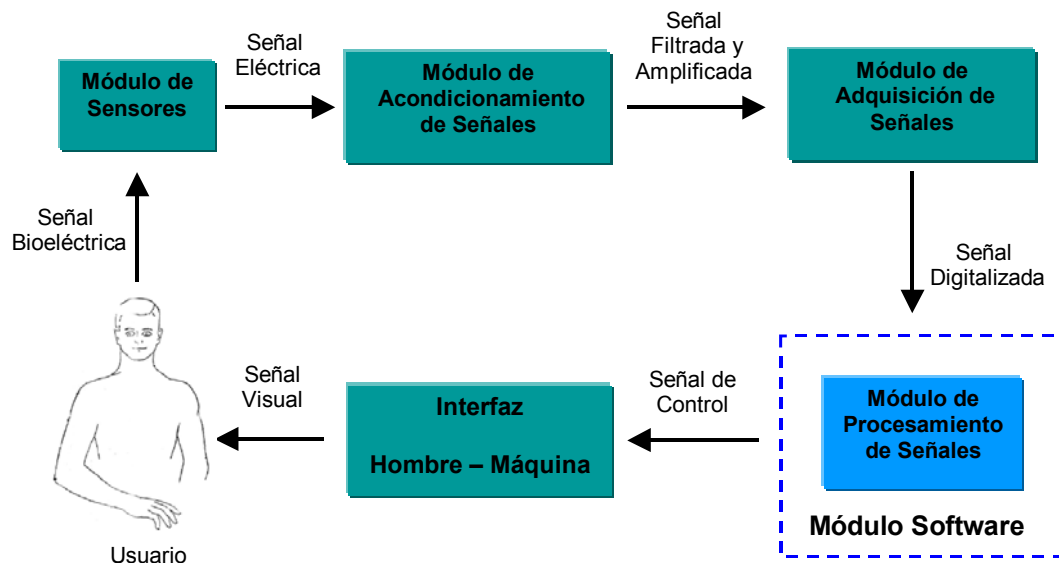 Señal
Eléctrica
Señal
Filtrada y
Amplificada
Módulo de
Sensores
Módulo de
Acondicionamiento
de Señales
Módulo de
Adquisición de
Señales
Señal
Bioeléctrica
Señal
Digitalizada
Señal
Visual
Interfaz
Hombre – Máquina
Señal de
Control
Módulo de
Procesamiento
de Señales
Módulo Software
Usuario